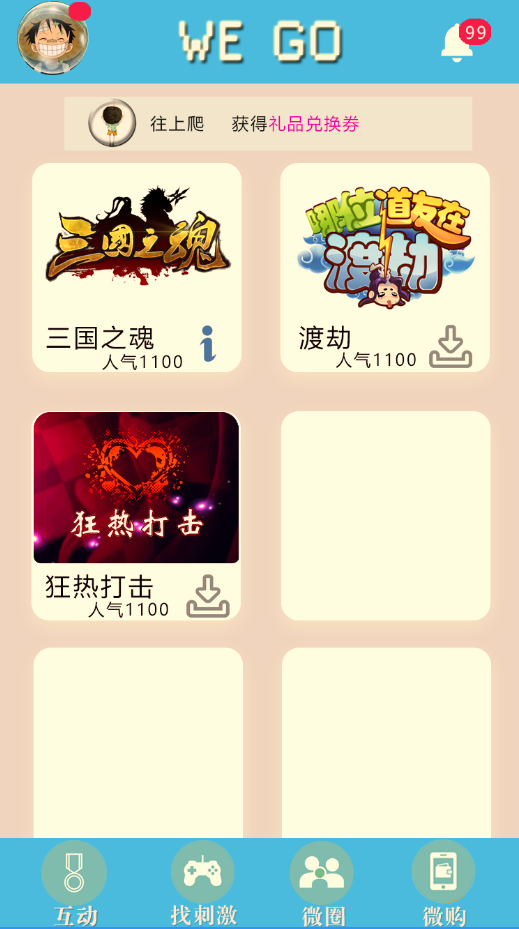 WE GO
99
往上爬 获得礼品兑换券
三國之魂
哪位道友在
渡劫
三国之魂
人气1100
渡劫
人气1100
狂热打击
狂热打击
人气1100
互动 找刺激 微圈 微购